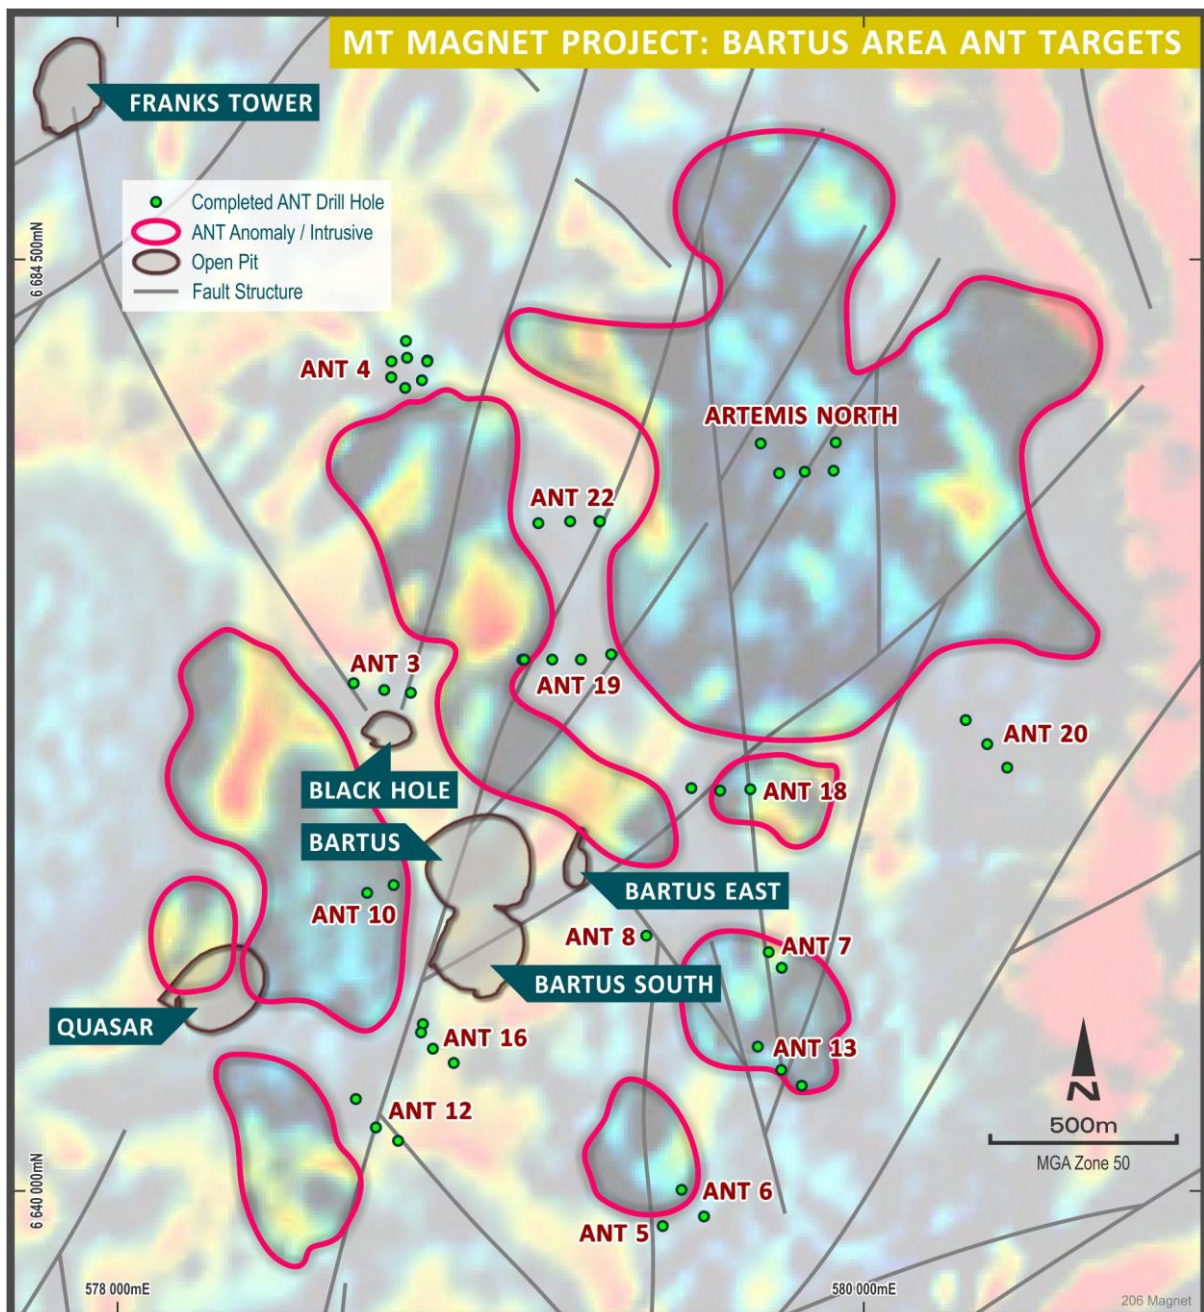 MT MAGNET PROJECT: BARTUS AREA ANT TARGETS
FRANKS TOWER
Completed ANT Drill Hole
ANT Anomaly / Intrusive
Open Pit
Fault Structure
6 684 500mN
ANT 4
ARTEMIS NORTH
ANT 22
ANT 3
ANT 19
ANT 20
BLACK HOLE
ANT 18
BARTUS
BARTUS EAST
ANT 10
ANT 8
ANT 7
BARTUS SOUTH
QUASAR
ANT 16
ANT 13
ANT 12
N
500m
MGA Zone 50
6 640 000mN
ANT 6
ANT 5
578 000mE
580 000mE
206 Magnet